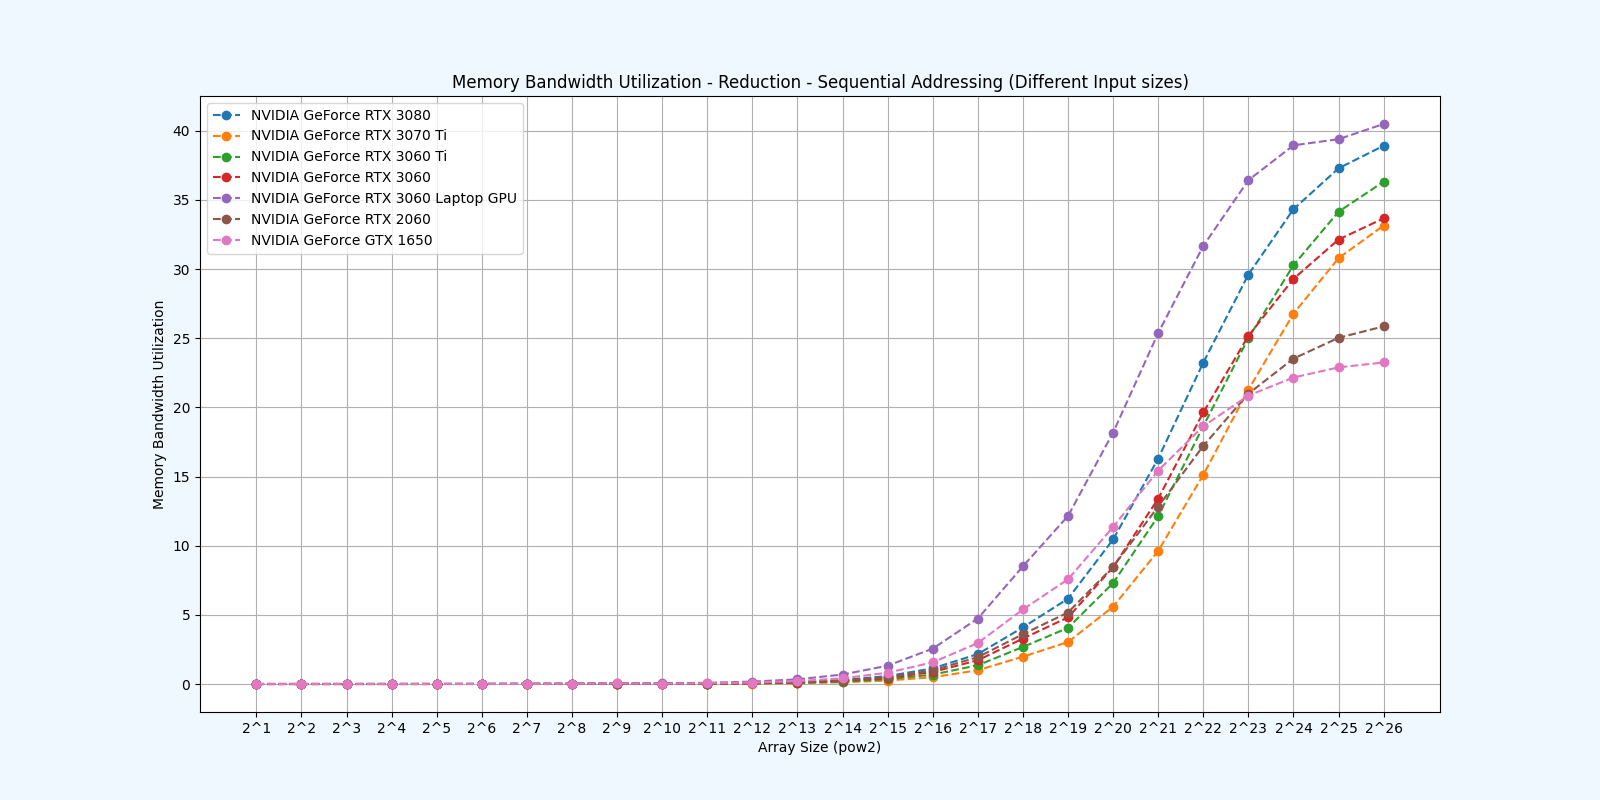 Memory Bandwidth Utilization - Reduction - Sequential Addressing (Different Input sizes)
NVIDIA GeForce RTX 3080
NVIDIA GeForce RTX 3070 Ti
NVIDIA GeForce RTX 3060 Ti
NVIDIA GeForce RTX 3060
NVIDIA GeForce RTX 3060 Laptop GPU
NVIDIA GeForce RTX 2060
NVIDIA GeForce GTX 1650
Memory Bandwidth Utilization
40
35
30
25
20
15
10
5
0
2^1 2^2 2^3 2^4 2^5 2^6 2^7 2^8 2^9 2^10 2^11 2^12 2^13 2^14 2^15 2^16 2^17 2^18 2^19 2^20 2^21 2^22 2^23 2^24 2^25 2^26
Array Size (pow2)